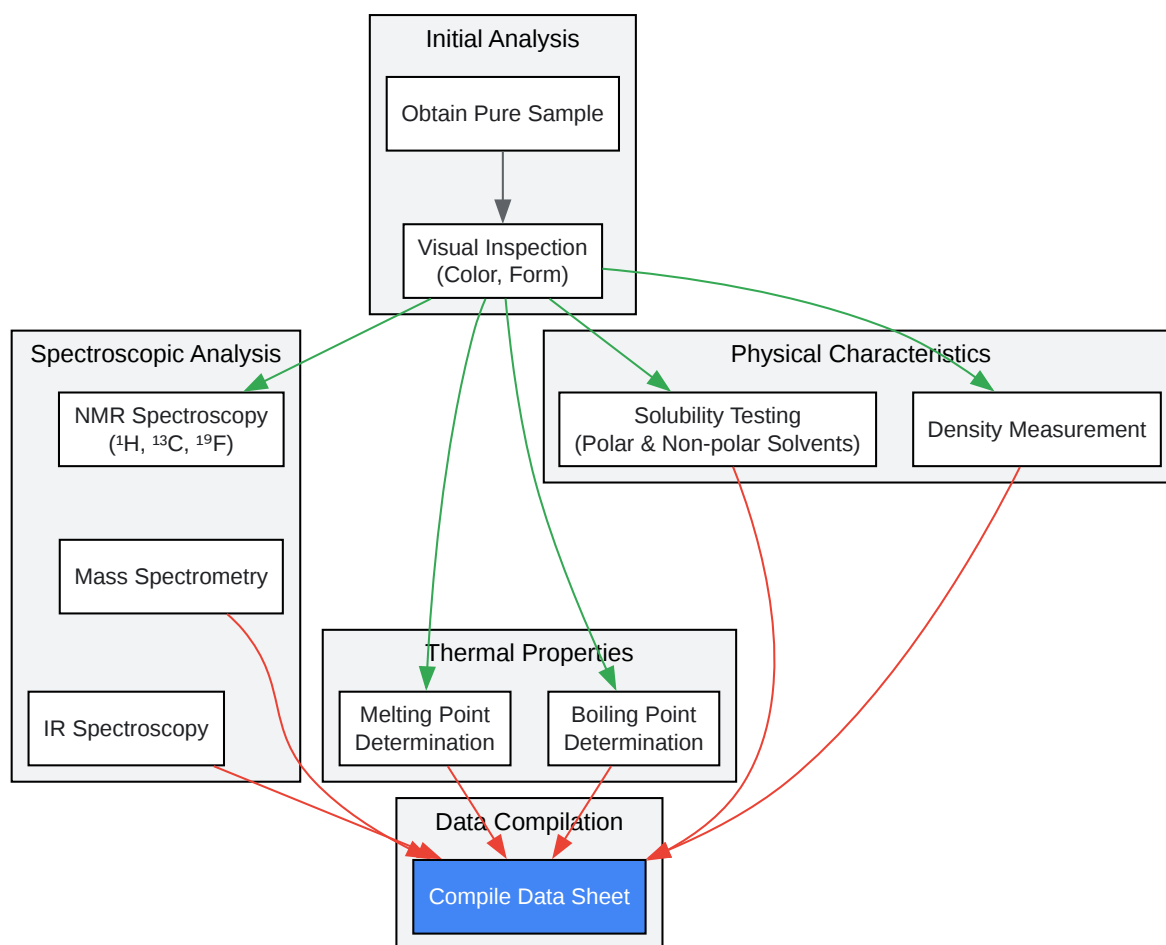 Initial Analysis
Obtain Pure Sample
Visual Inspection
(Color, Form)
Spectroscopic Analysis
NMR Spectroscopy
(¹H, ¹³C, ¹⁹F)
Mass Spectrometry
IR Spectroscopy
Physical Characteristics
Solubility Testing
(Polar & Non-polar Solvents)
Density Measurement
Thermal Properties
Melting Point
Determination
Boiling Point
Determination
Data Compilation
Compile Data Sheet